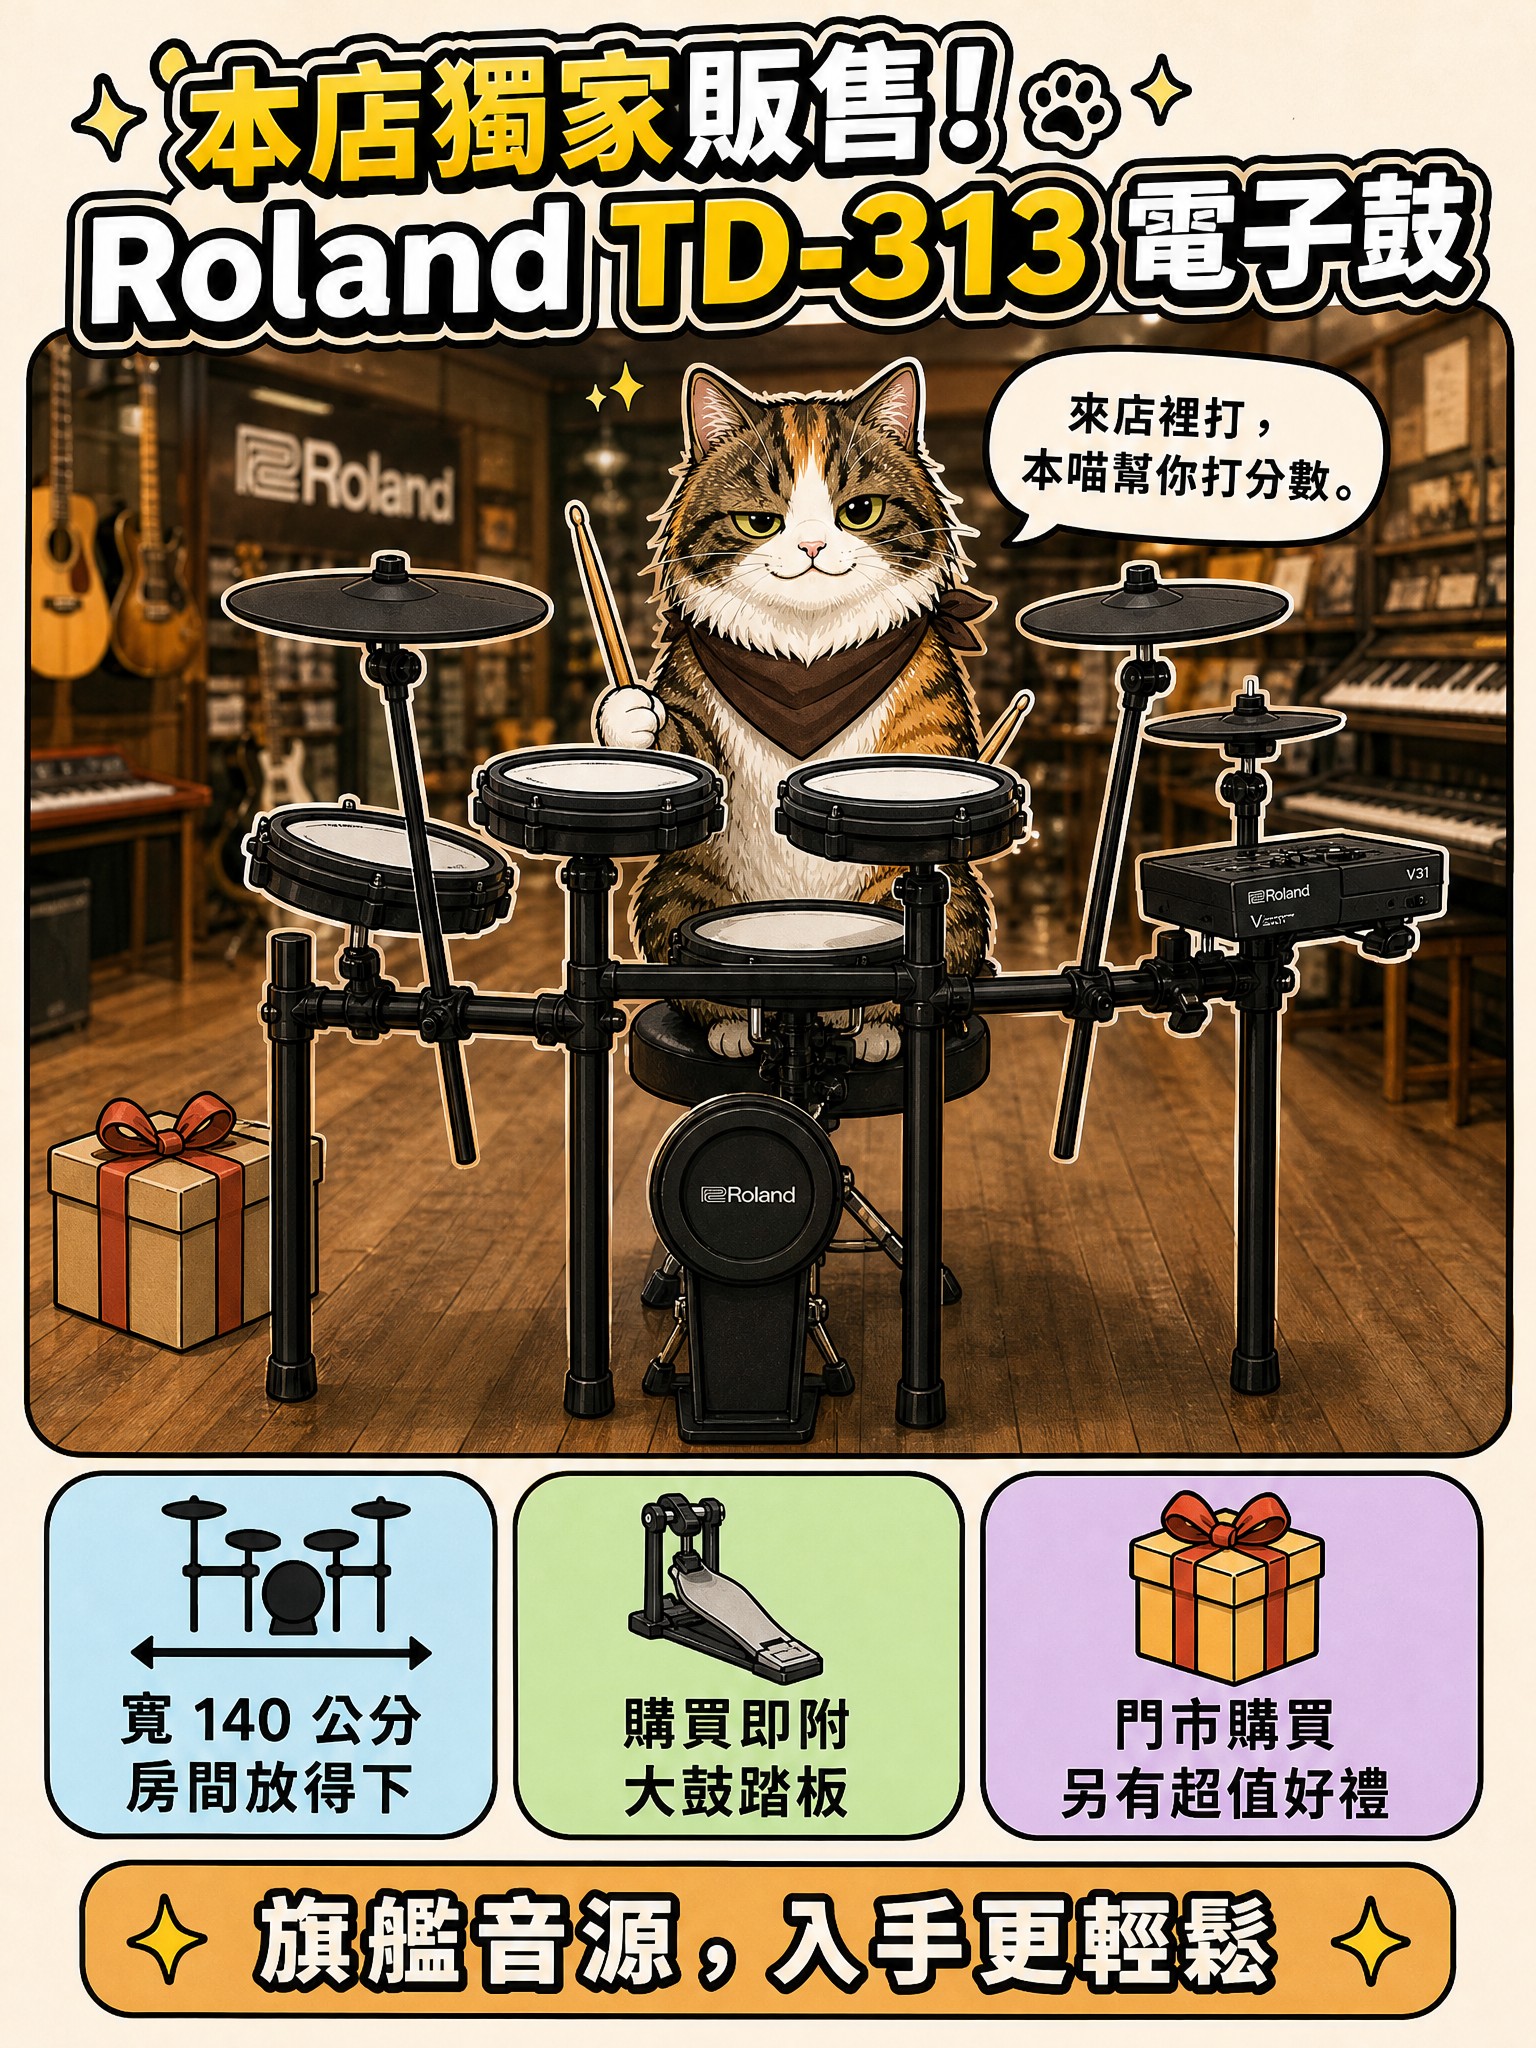 本店獨家販售！
Roland TD-313 電子鼓
Roland
來店裡打，
本喵幫你打分數。
Roland
V31
Roland
寬 140 公分
房間放得下
購買即附
大鼓踏板
門市購買
另有超值好禮
旗艦音源，入手更輕鬆